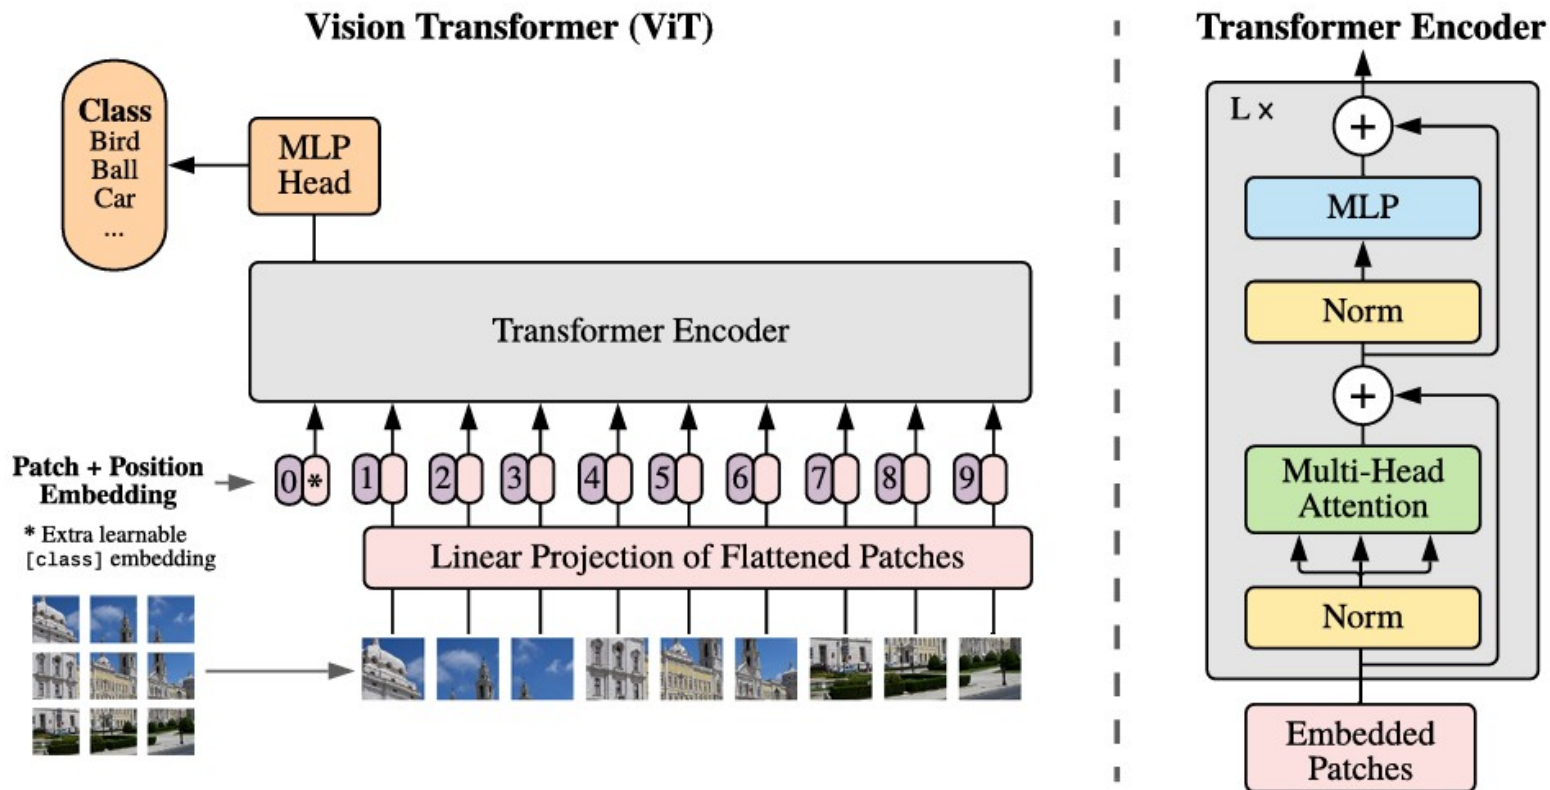 Vision Transformer (ViT)
Class
Bird
Ball
Car
...
MLP
Head
Transformer Encoder
Patch + Position
Embedding
0 * 1 2 3 4 5 6 7 8 9
* Extra learnable
[class] embedding
Linear Projection of Flattened Patches
Transformer Encoder
L ×
+
MLP
Norm
+
Multi-Head
Attention
Norm
Embedded
Patches